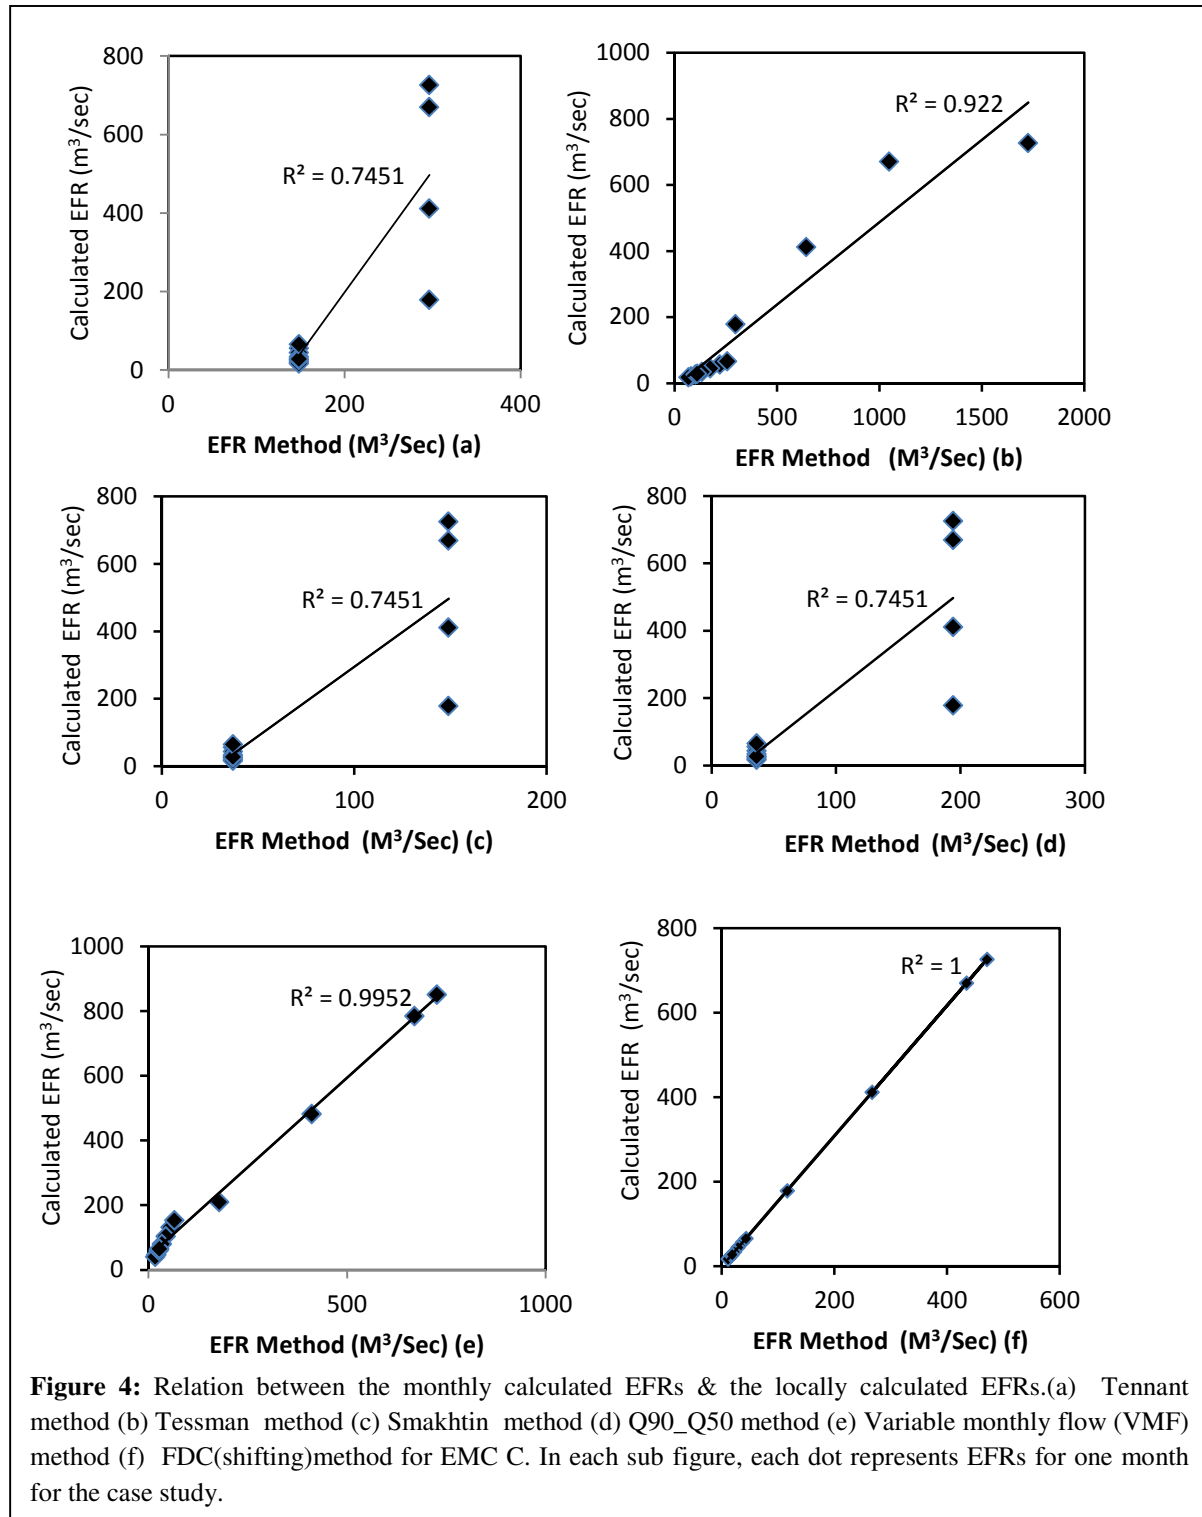 800
600
400
200
0
0
200
400
Calculated EFR (m³/sec)
R² = 0.7451
EFR Method (M³/Sec) (a)
1000
800
600
400
200
0
0
500
1000
1500
2000
Calculated EFR (m³/sec)
R² = 0.922
EFR Method (M³/Sec) (b)
800
600
400
200
0
0
100
200
Calculated EFR (m³/sec)
R² = 0.7451
EFR Method (M³/Sec) (c)
800
600
400
200
0
0
100
200
300
Calculated EFR (m³/sec)
R² = 0.7451
EFR Method (M³/Sec) (d)
1000
800
600
400
200
0
0
500
1000
Calculated EFR (m³/sec)
R² = 0.9952
EFR Method (M³/Sec) (e)
800
600
400
200
0
0
200
400
600
Calculated EFR (m³/sec)
R² = 1
EFR Method (M³/Sec) (f)
Figure 4: Relation between the monthly calculated EFRs & the locally calculated EFRs.(a) Tennant
method (b) Tessman method (c) Smakhtin method (d) Q90_Q50 method (e) Variable monthly flow (VMF)
method (f) FDC(shifting)method for EMC C. In each sub figure, each dot represents EFRs for one month
for the case study.